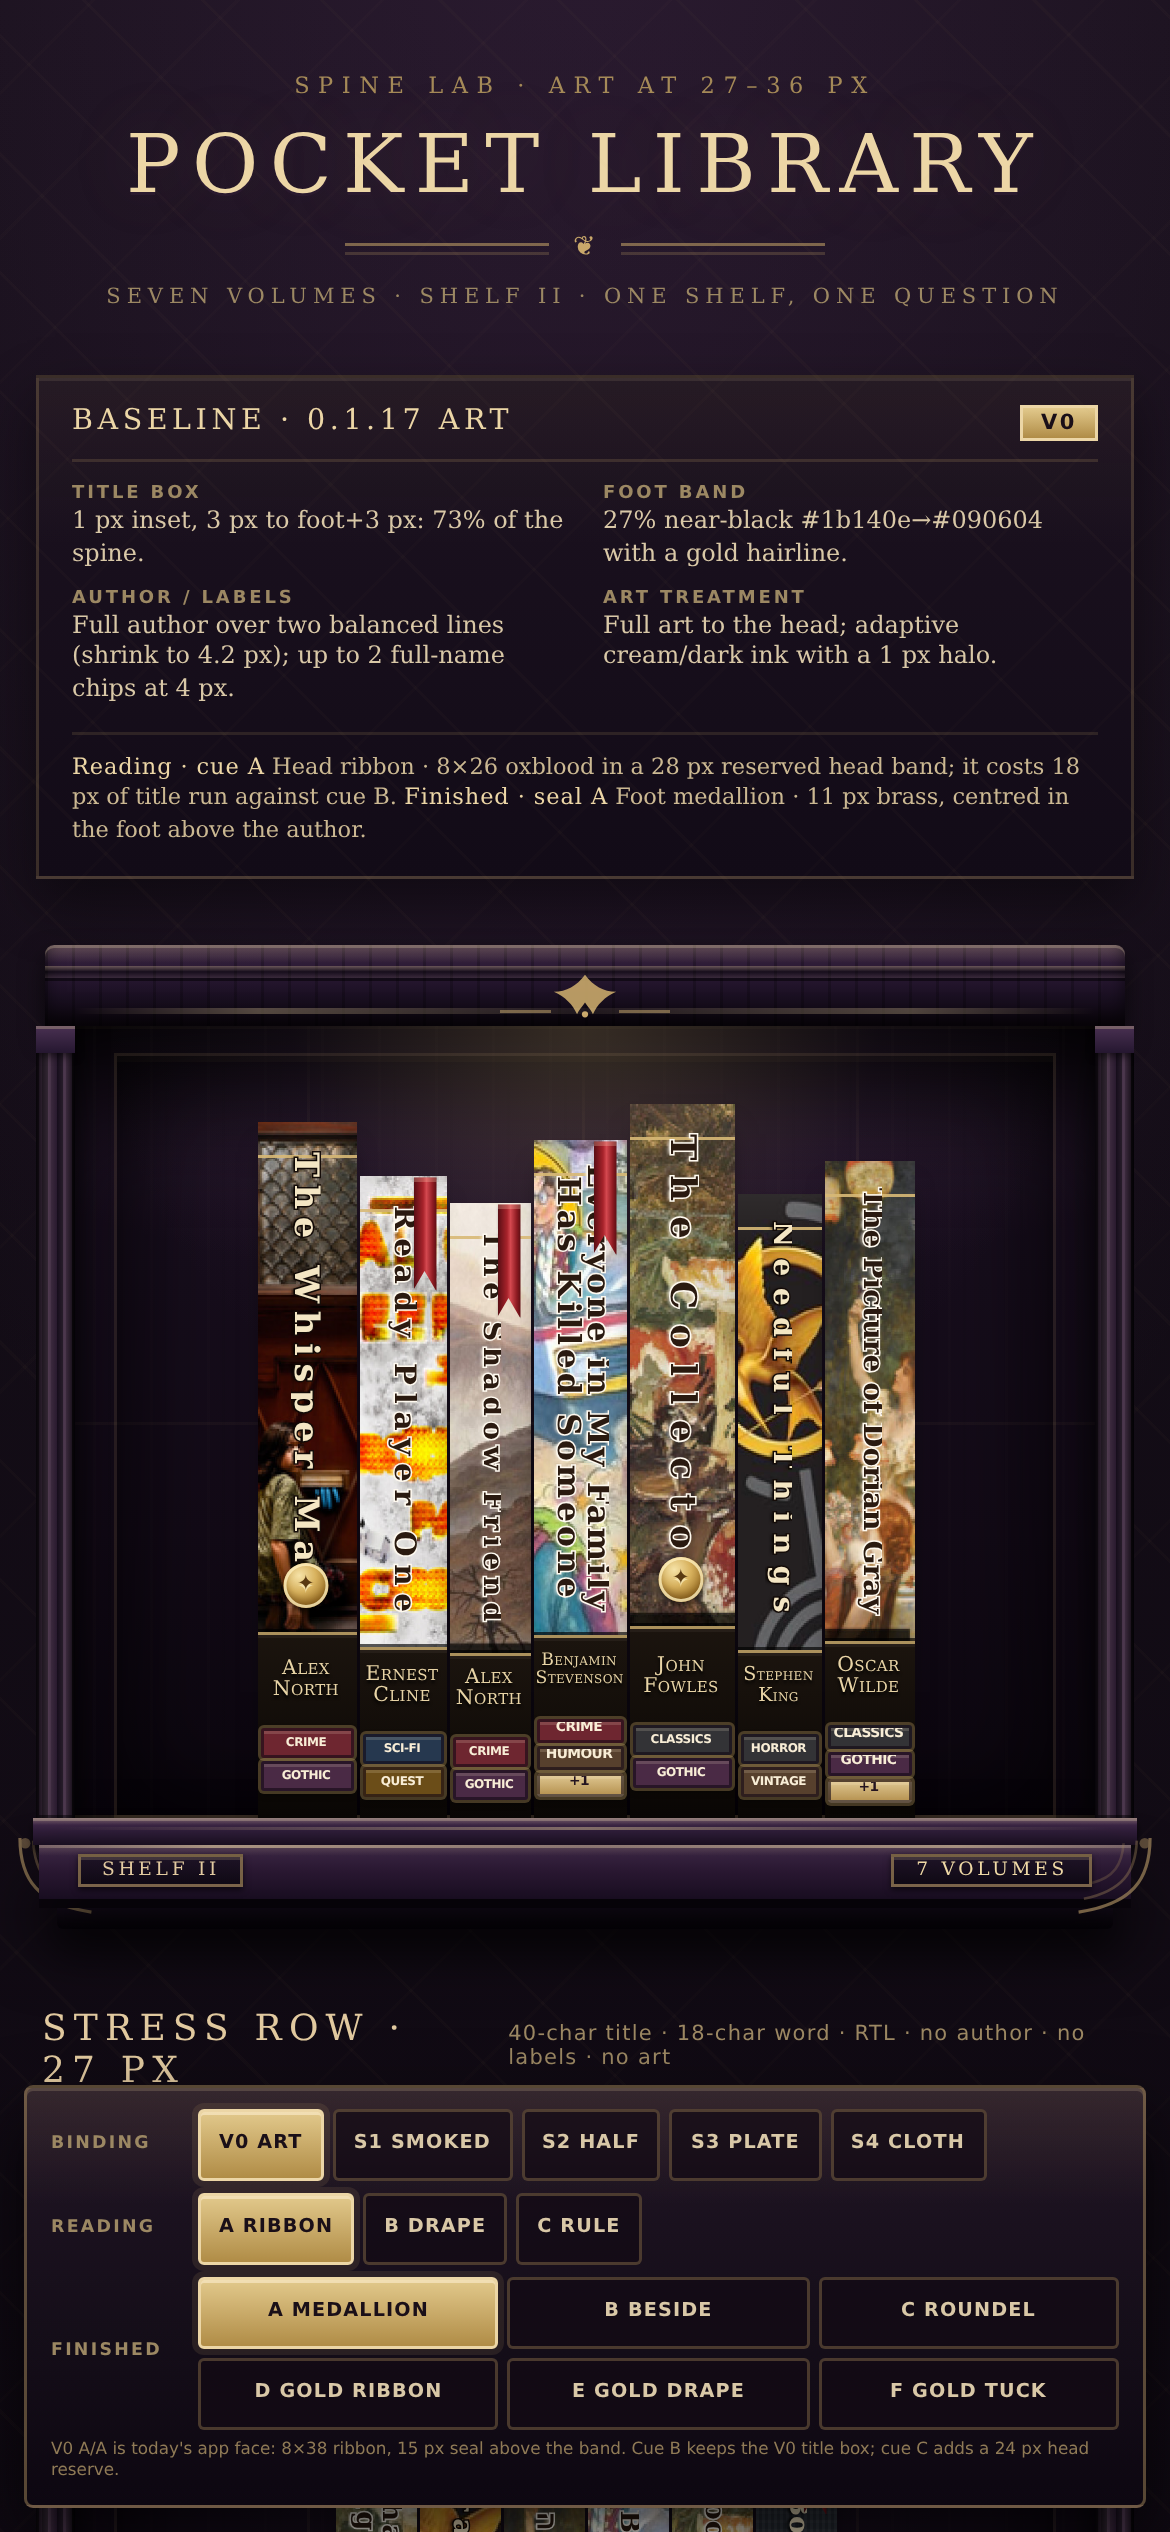 SPINE LAB · ART AT 27–36 PX
POCKET LIBRARY
❦
SEVEN VOLUMES · SHELF II · ONE SHELF, ONE QUESTION
BASELINE · 0.1.17 ART
V0
TITLE BOX
1 px inset, 3 px to foot+3 px: 73% of the
spine.
FOOT BAND
27% near-black #1b140e→#090604
with a gold hairline.
AUTHOR / LABELS
Full author over two balanced lines
(shrink to 4.2 px); up to 2 full-name
chips at 4 px.
ART TREATMENT
Full art to the head; adaptive
cream/dark ink with a 1 px halo.
Reading · cue A Head ribbon · 8×26 oxblood in a 28 px reserved head band; it costs 18
px of title run against cue B. Finished · seal A Foot medallion · 11 px brass, centred in
the foot above the author.
The Whisper Ma
ALEX
NORTH
CRIME
GOTHIC
Ready Player One
ERNEST
CLINE
SCI-FI
QUEST
The Shadow Friend
ALEX
NORTH
CRIME
GOTHIC
Everyone in My Family
Has Killed Someone
BENJAMIN
STEVENSON
CRIME
HUMOUR
+1
The Collecto
JOHN
FOWLES
CLASSICS
GOTHIC
Needful Things
STEPHEN
KING
HORROR
VINTAGE
The Picture of Dorian Gray
OSCAR
WILDE
CLASSICS
GOTHIC
+1
SHELF II
7 VOLUMES
STRESS ROW ·
27 PX
40-char title · 18-char word · RTL · no author · no
labels · no art
BINDING
V0 ART
S1 SMOKED
S2 HALF
S3 PLATE
S4 CLOTH
READING
A RIBBON
B DRAPE
C RULE
FINISHED
A MEDALLION
B BESIDE
C ROUNDEL
D GOLD RIBBON
E GOLD DRAPE
F GOLD TUCK
V0 A/A is today's app face: 8×38 ribbon, 15 px seal above the band. Cue B keeps the V0 title box; cue C adds a 24 px head
reserve.